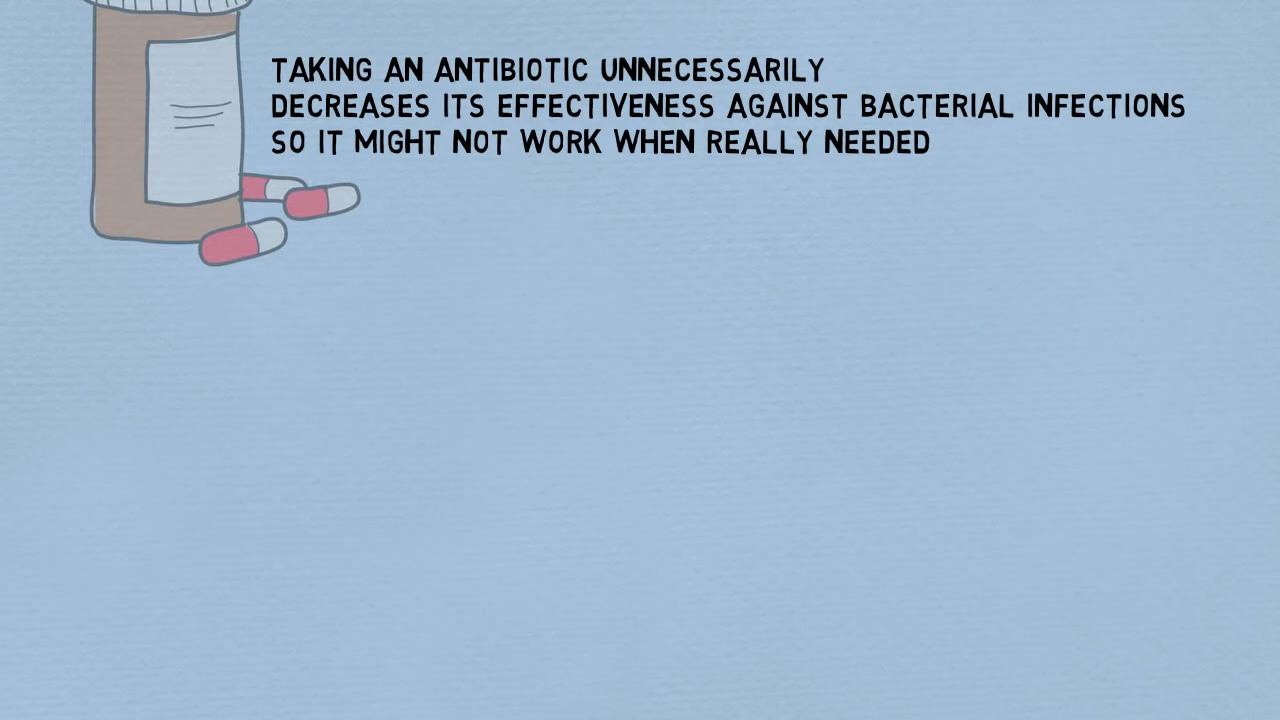 TAKING AN ANTIBIOTIC UNNECESSARILY
DECREASES ITS EFFECTIVENESS AGAINST BACTERIAL INFECTIONS
SO IT MIGHT NOT WORK WHEN REALLY NEEDED